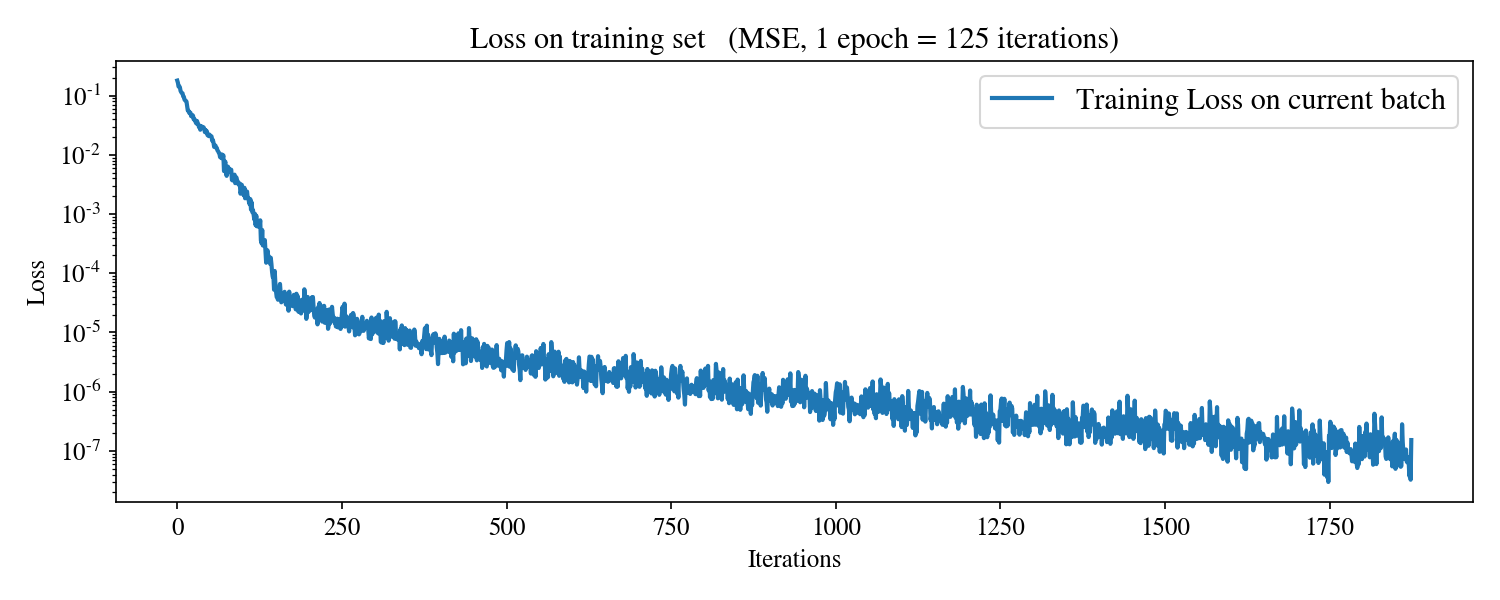 Loss on training set (MSE, 1 epoch = 125 iterations)
Training Loss on current batch
Loss
10-1
10-2
10-3
10-4
10-5
10-6
10-7
0 250 500 750 1000 1250 1500 1750
Iterations